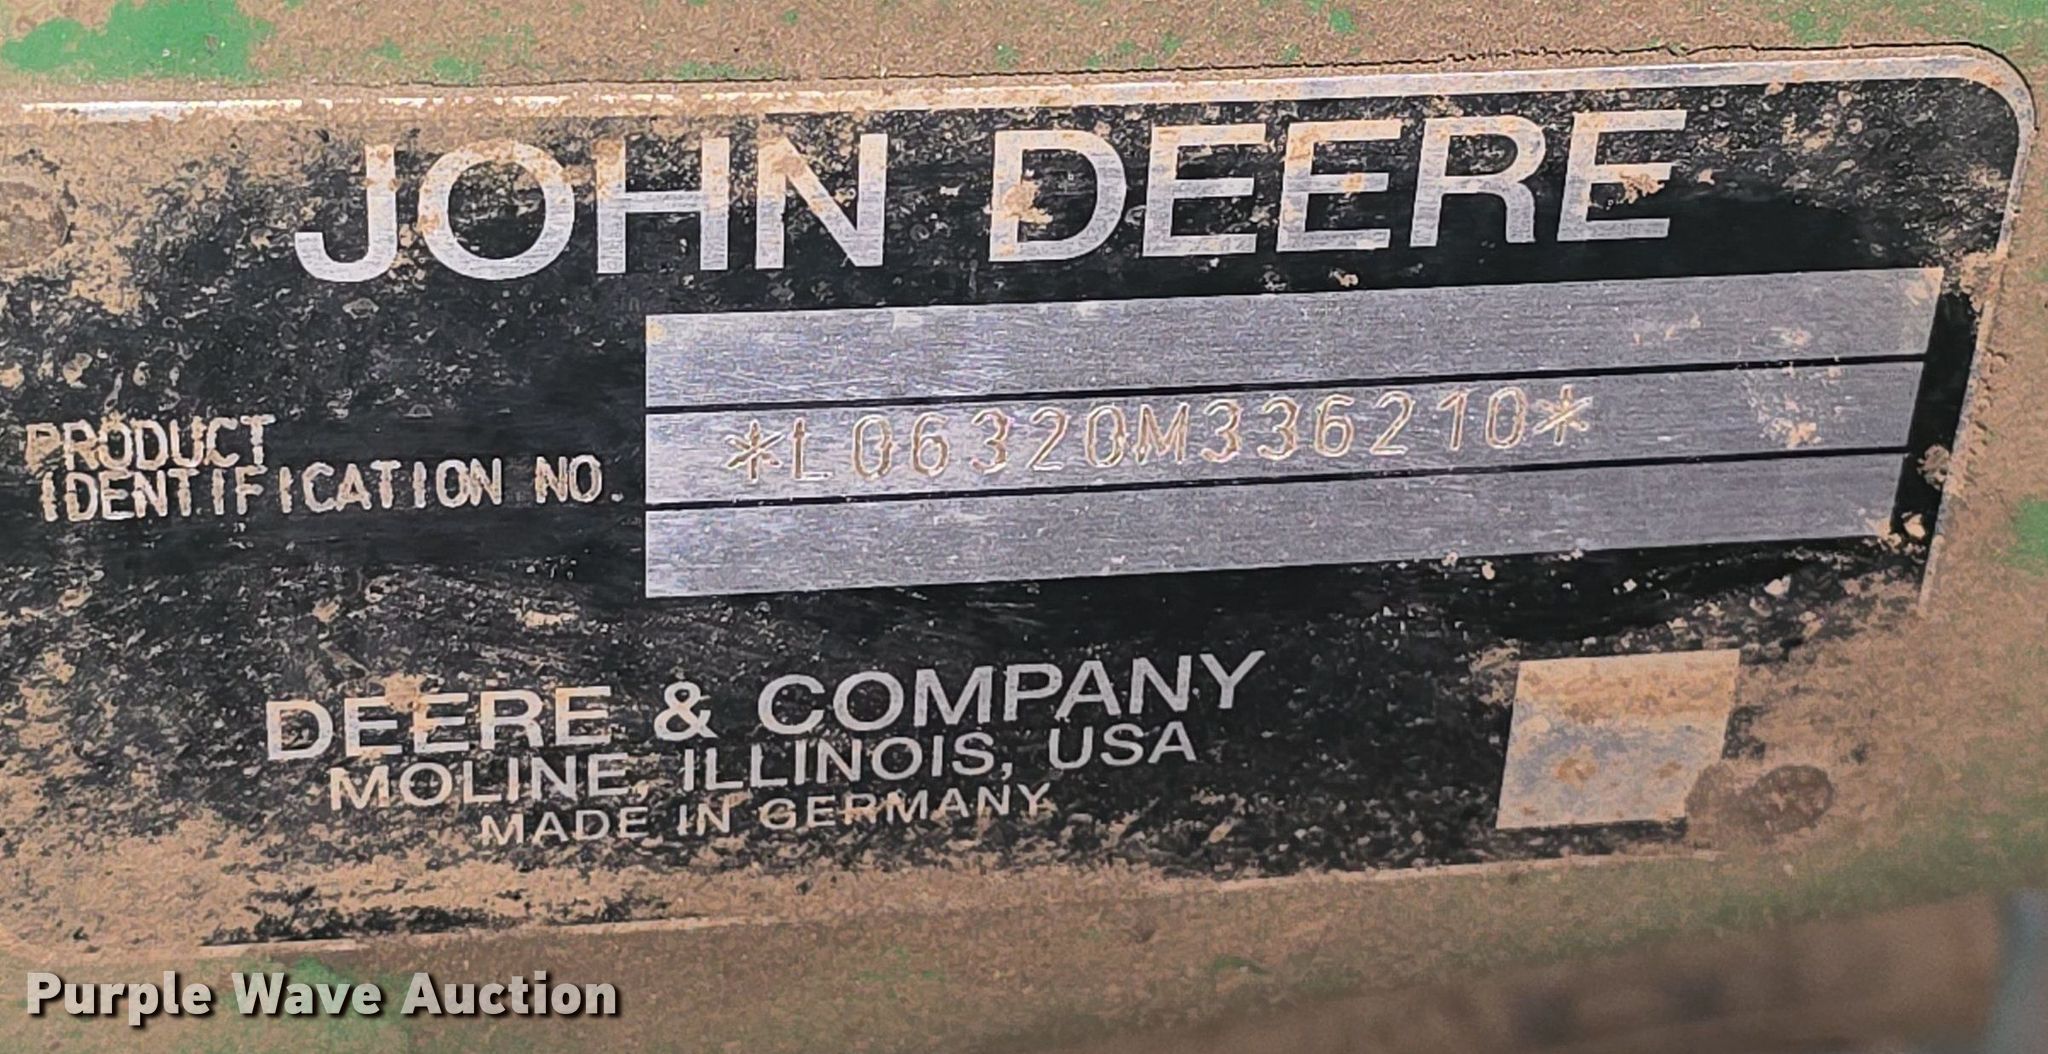 JOHN DEERE
PRODUCT
IDENTIFICATION NO.
*L06320M336210*
DEERE & COMPANY
MOLINE, ILLINOIS, USA
MADE IN GERMANY
Purple Wave Auction